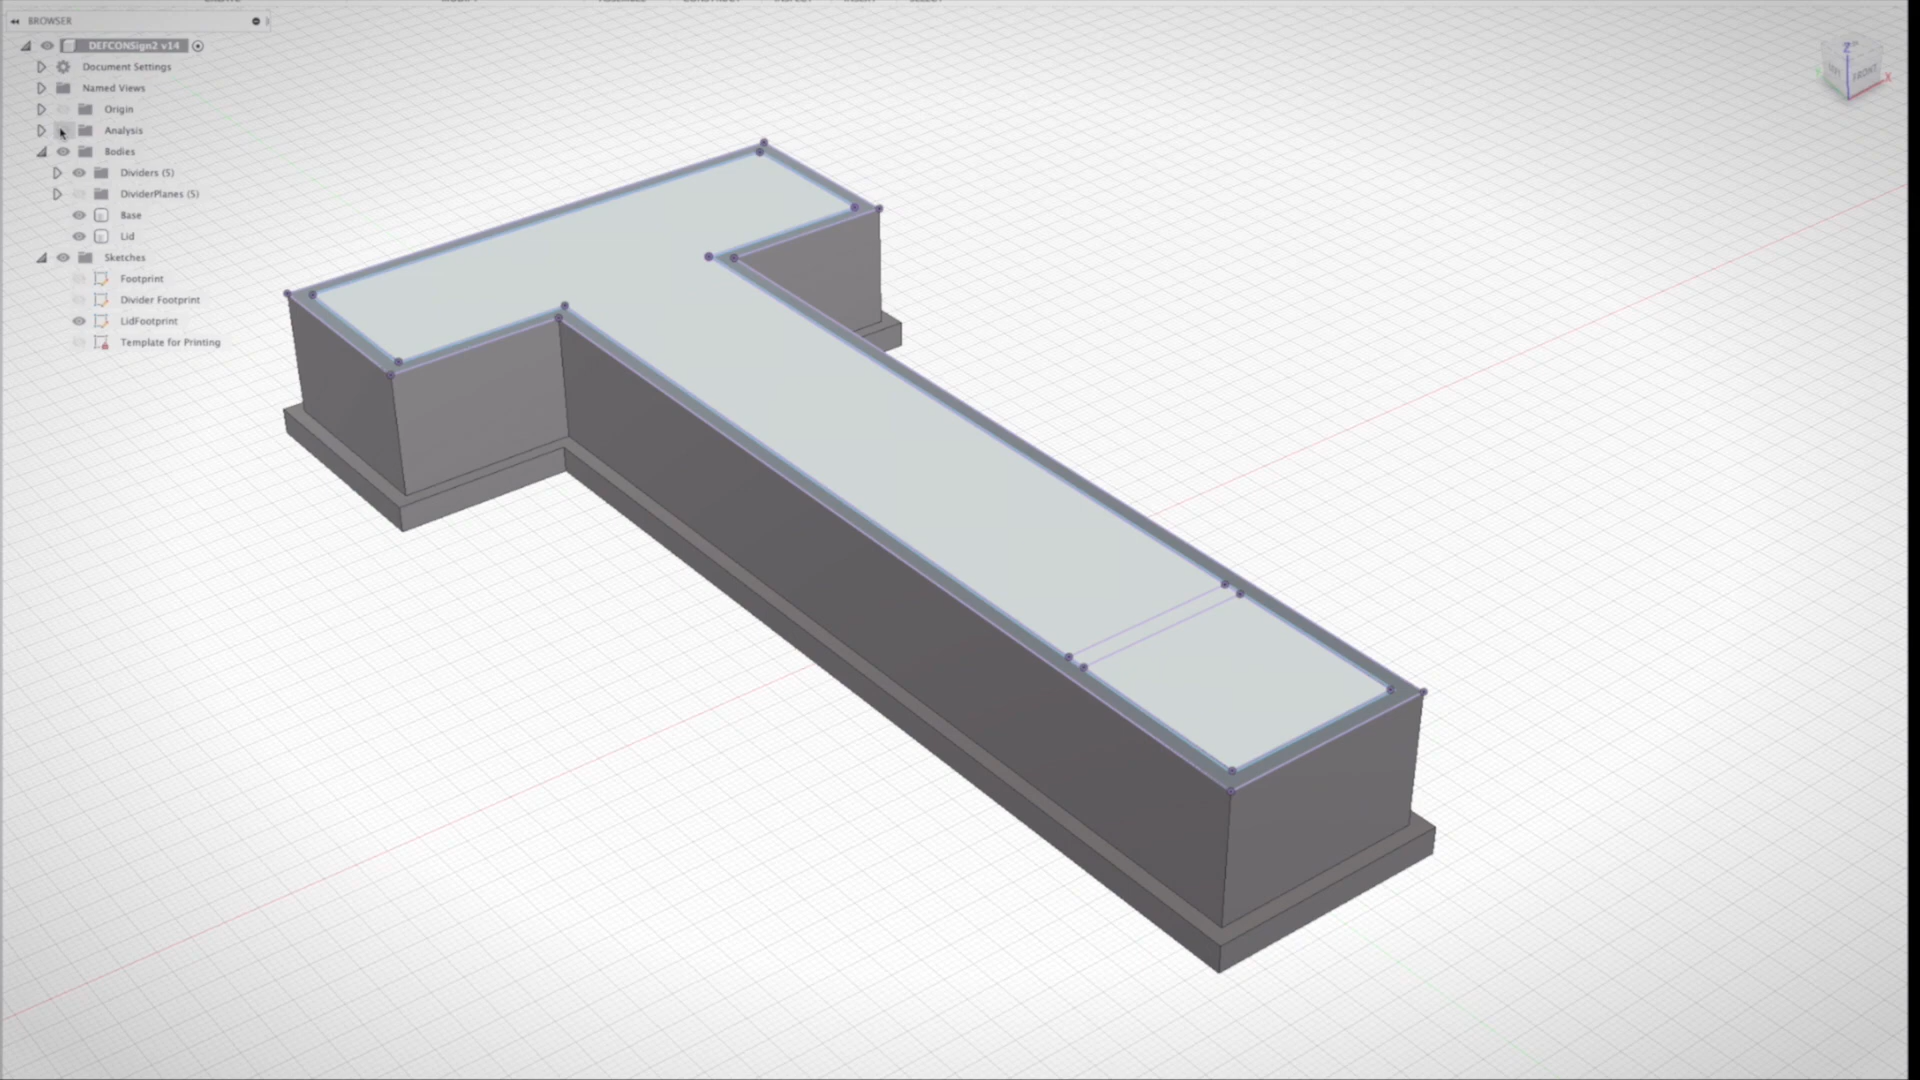 BROWSER
DEFCONSign2 v14
Document Settings
Named Views
Origin
Analysis
Bodies
Dividers (5)
DividerPlanes (5)
Base
Lid
Sketches
Footprint
Divider Footprint
LidFootprint
Template for Printing
Z
FRONT
X